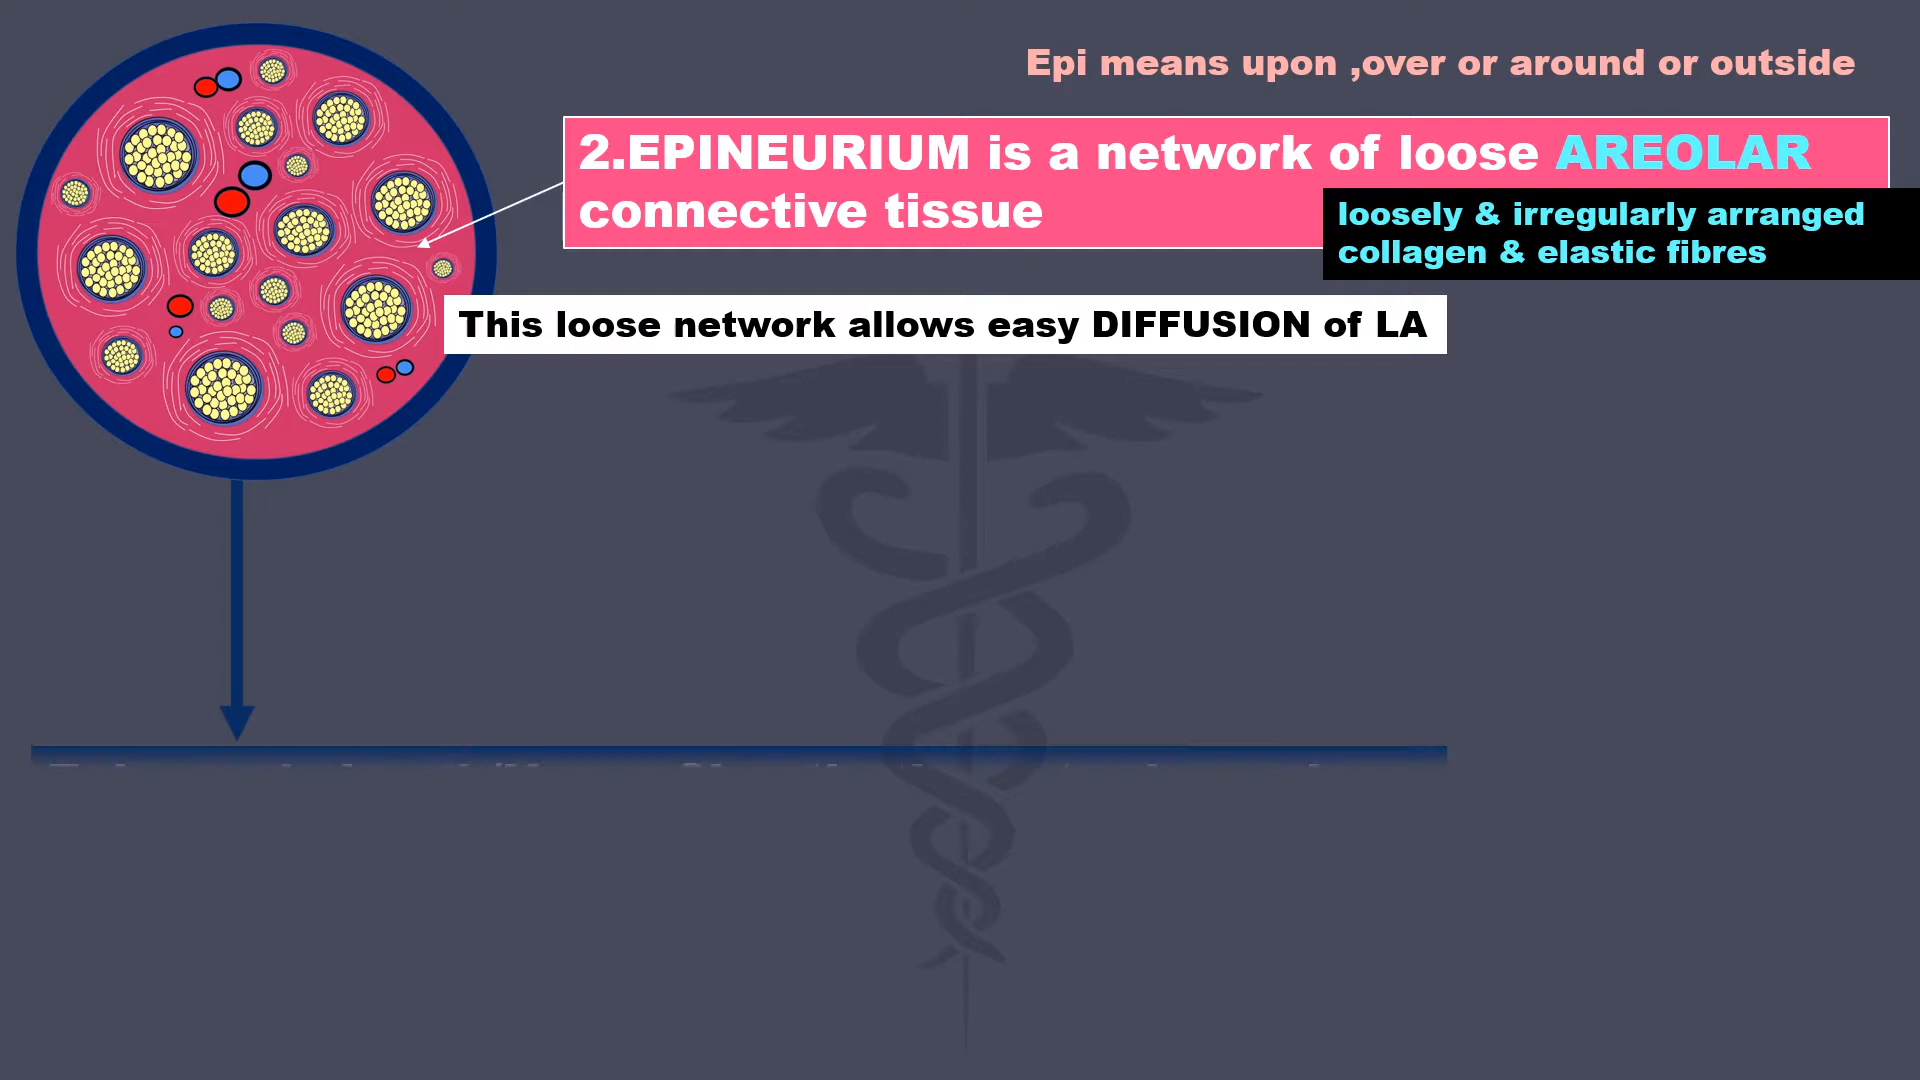 Epi means upon ,over or around or outside
2.EPINEURIUM is a network of loose AREOLAR
connective tissue
loosely & irregularly arranged
collagen & elastic fibres
This loose network allows easy DIFFUSION of LA